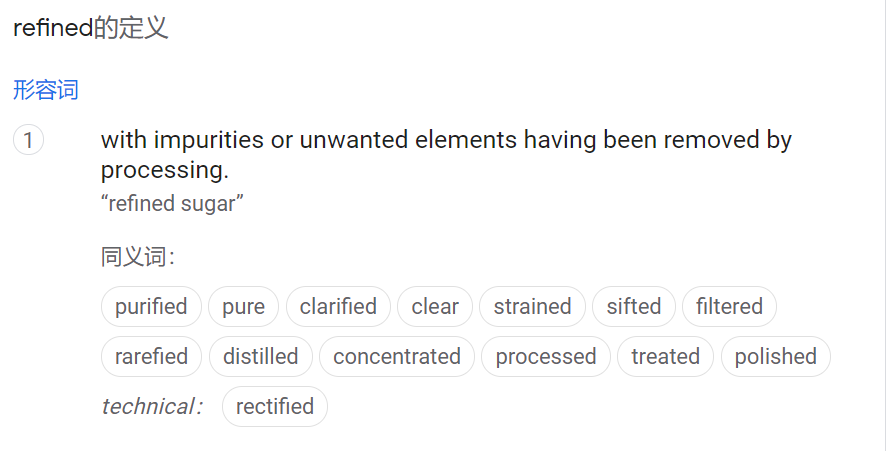 refined的定义
形容词
1 with impurities or unwanted elements having been removed by
processing.
“refined sugar”
同义词：
purified pure clarified clear strained sifted filtered
rarefied distilled concentrated processed treated polished
technical： rectified